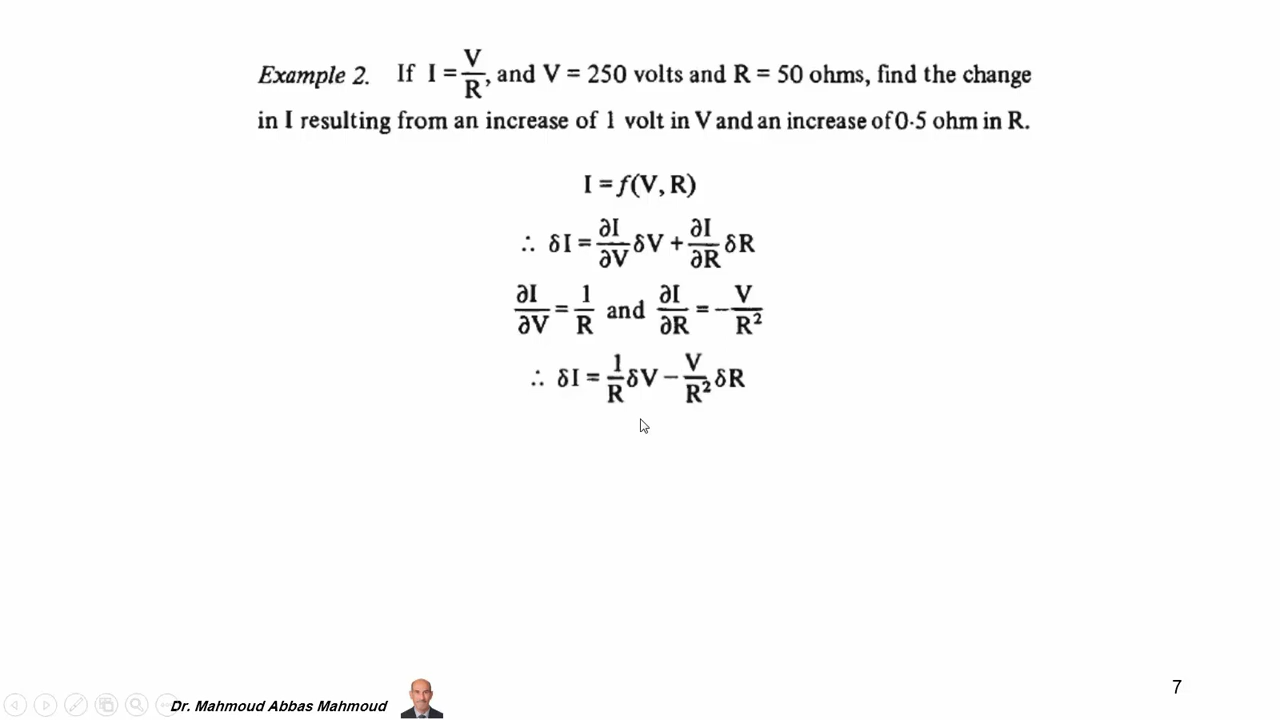 Example 2. If I = V/R, and V = 250 volts and R = 50 ohms, find the change
in I resulting from an increase of 1 volt in V and an increase of 0·5 ohm in R.
I = f(V, R)
∴ δI = ∂I/∂V δV + ∂I/∂R δR
∂I/∂V = 1/R and ∂I/∂R = −V/R²
∴ δI = 1/R δV − V/R² δR
Dr. Mahmoud Abbas Mahmoud
7